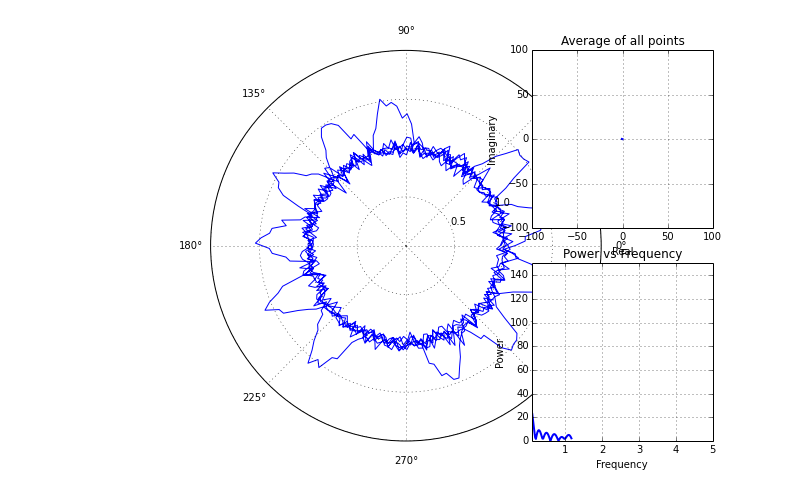 90°
135°
180°
225°
270°
0°
0.5
1.0
Average of all points
Imaginary
100
50
0
−50
−100
−100 −50 0 50 100
Real
Power vs Frequency
Power
140
120
100
80
60
40
20
0
1 2 3 4 5
Frequency